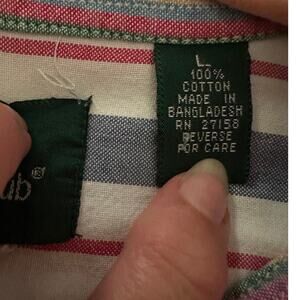 L
100%
COTTON
MADE IN
BANGLADESH
RN 27158
REVERSE
FOR CARE
ub®